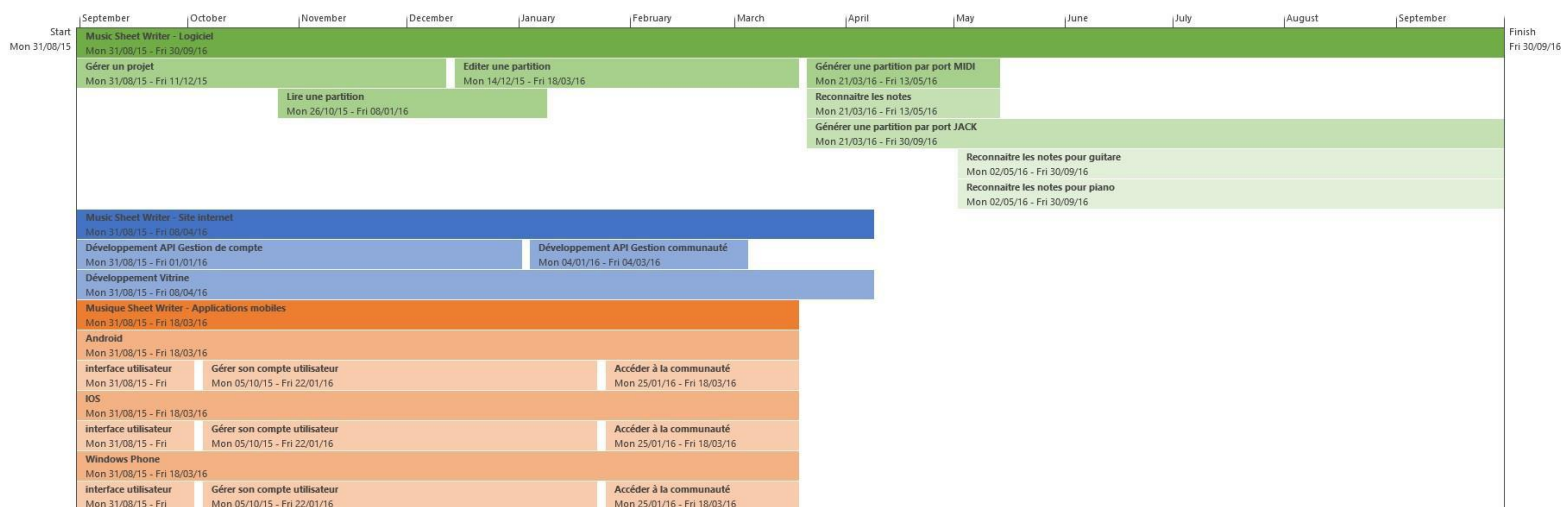 September October November December January February March April May June July August September
Start
Mon 31/08/15
Finish
Fri 30/09/16
Music Sheet Writer - Logiciel
Mon 31/08/15 - Fri 30/09/16
Gérer un projet
Mon 31/08/15 - Fri 11/12/15
Editer une partition
Mon 14/12/15 - Fri 18/03/16
Générer une partition par port MIDI
Mon 21/03/16 - Fri 13/05/16
Lire une partition
Mon 26/10/15 - Fri 08/01/16
Reconnaitre les notes
Mon 21/03/16 - Fri 13/05/16
Générer une partition par port JACK
Mon 21/03/16 - Fri 30/09/16
Reconnaitre les notes pour guitare
Mon 02/05/16 - Fri 30/09/16
Reconnaitre les notes pour piano
Mon 02/05/16 - Fri 30/09/16
Music Sheet Writer - Site internet
Mon 31/08/15 - Fri 08/04/16
Développement API Gestion de compte
Mon 31/08/15 - Fri 01/01/16
Développement API Gestion communauté
Mon 04/01/16 - Fri 04/03/16
Développement Vitrine
Mon 31/08/15 - Fri 08/04/16
Musique Sheet Writer - Applications mobiles
Mon 31/08/15 - Fri 18/03/16
Android
Mon 31/08/15 - Fri 18/03/16
interface utilisateur
Mon 31/08/15 - Fri
Gérer son compte utilisateur
Mon 05/10/15 - Fri 22/01/16
Accéder à la communauté
Mon 25/01/16 - Fri 18/03/16
IOS
Mon 31/08/15 - Fri 18/03/16
interface utilisateur
Mon 31/08/15 - Fri
Gérer son compte utilisateur
Mon 05/10/15 - Fri 22/01/16
Accéder à la communauté
Mon 25/01/16 - Fri 18/03/16
Windows Phone
Mon 31/08/15 - Fri 18/03/16
interface utilisateur
Mon 31/08/15 - Fri
Gérer son compte utilisateur
Mon 05/10/15 - Fri 22/01/16
Accéder à la communauté
Mon 25/01/16 - Fri 18/03/16